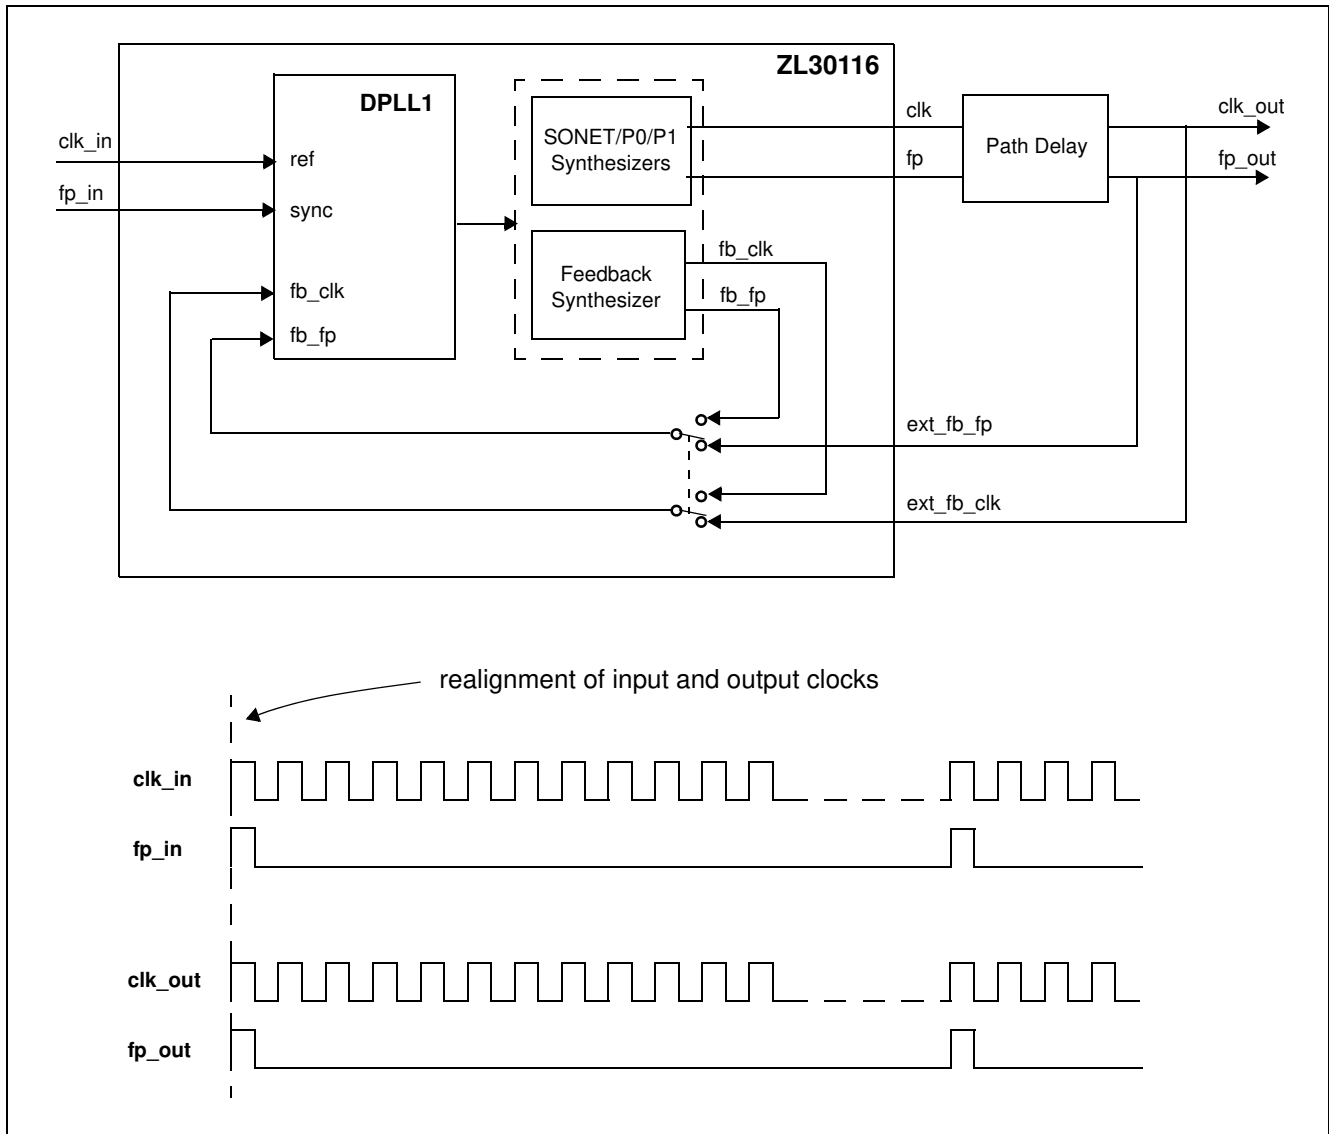 ZL30116
DPLL1
clk_in
ref
fp_in
sync
fb_clk
fb_fp
SONET/P0/P1
Synthesizers
Feedback
Synthesizer
fb_clk
fb_fp
clk
fp
Path Delay
clk_out
fp_out
ext_fb_fp
ext_fb_clk
realignment of input and output clocks
clk_in
fp_in
clk_out
fp_out